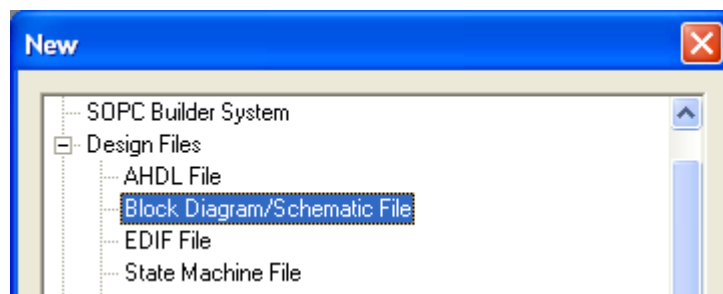 New
SOPC Builder System
Design Files
AHDL File
Block Diagram/Schematic File
EDIF File
State Machine File